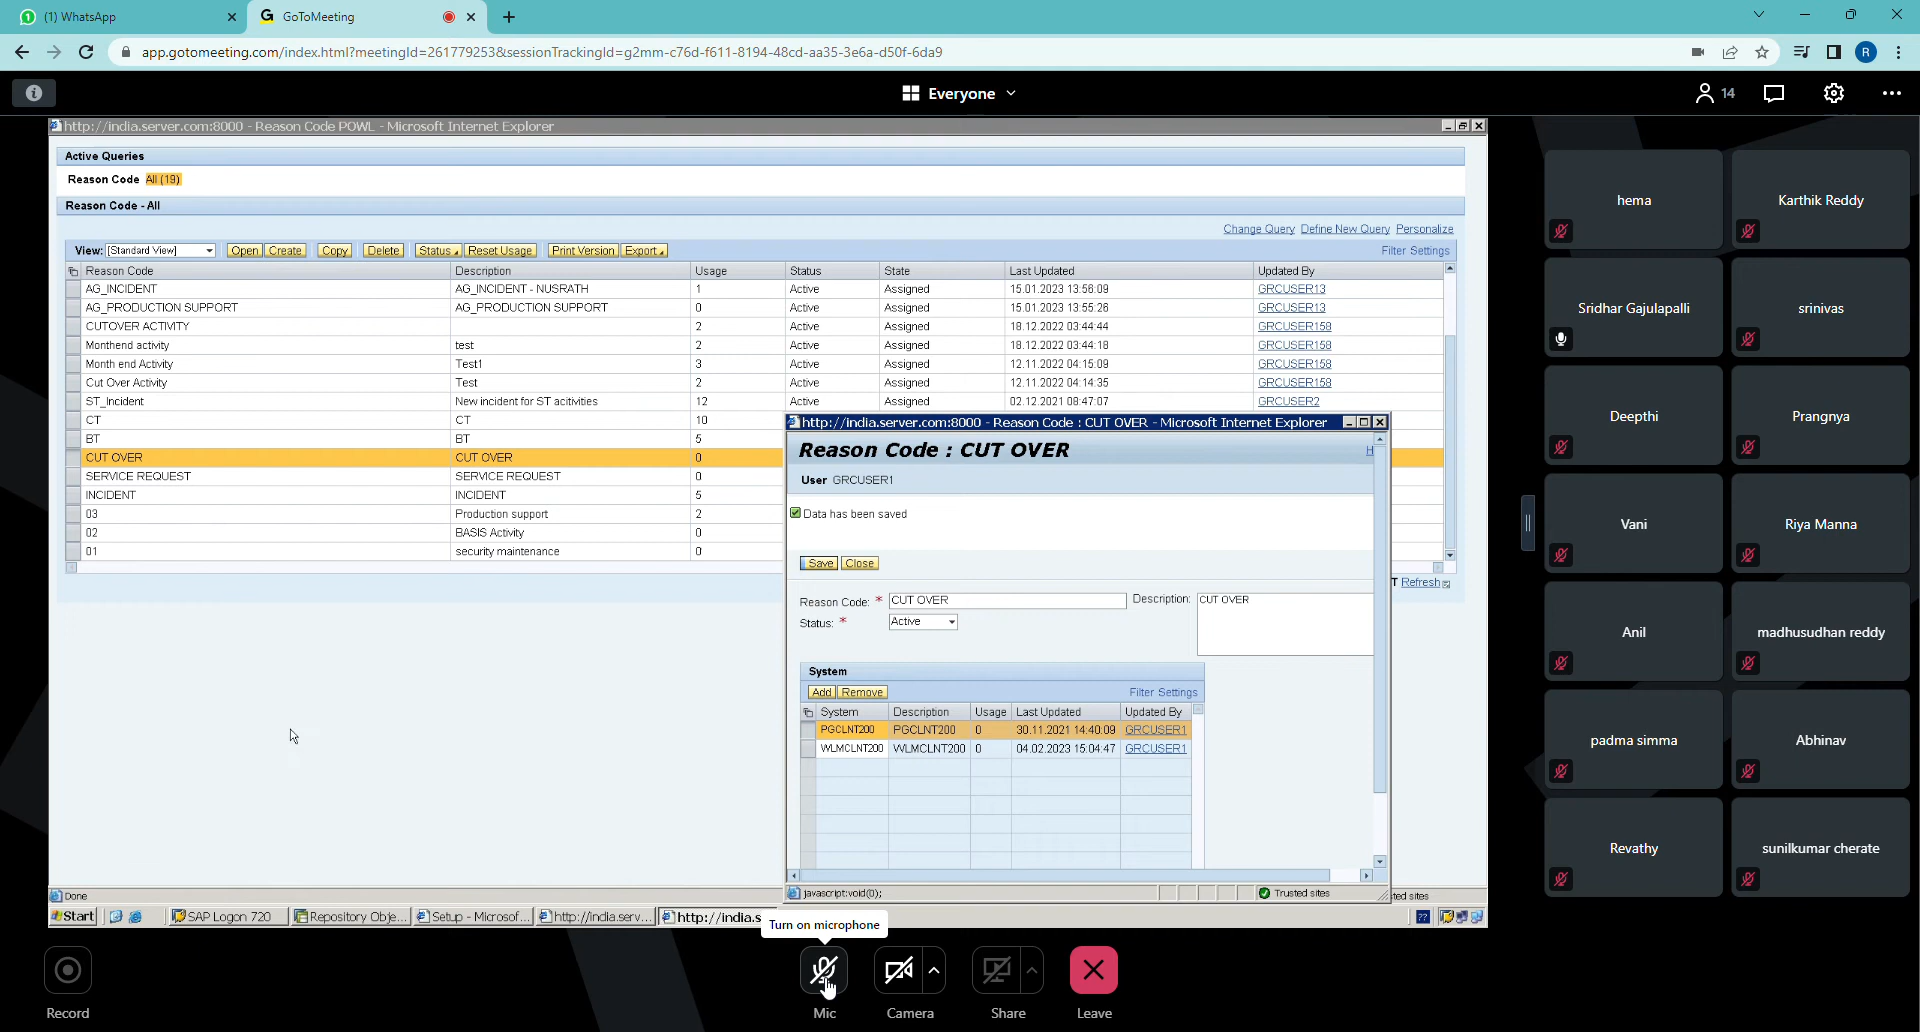 (1) WhatsApp
GoToMeeting
app.gotomeeting.com/index.html?meetingId=261779253&sessionTrackingId=g2mm-c76d-f611-8194-48cd-aa35-3e6a-d50f-6da9
R
Everyone
14
http://india.server.com:8000 - Reason Code POWL - Microsoft Internet Explorer
Active Queries
Reason Code All (19)
Reason Code - All
Change Query Define New Query Personalize
View: [Standard View] Open Create Copy Delete Status Reset Usage Print Version Export Filter Settings
Reason Code Description Usage Status State Last Updated Updated By
AG_INCIDENT AG_INCIDENT - NUSRATH 1 Active Assigned 15.01.2023 13:56:09 GRCUSER13
AG_PRODUCTION SUPPORT AG_PRODUCTION SUPPORT 0 Active Assigned 15.01.2023 13:55:26 GRCUSER13
CUTOVER ACTIVITY 2 Active Assigned 18.12.2022 03:44:44 GRCUSER158
Monthend activity test 2 Active Assigned 18.12.2022 03:44:18 GRCUSER158
Month end Activity Test1 3 Active Assigned 12.11.2022 04:15:09 GRCUSER158
Cut Over Activity Test 2 Active Assigned 12.11.2022 04:14:35 GRCUSER158
ST_Incident New incident for ST acitivities 12 Active Assigned 02.12.2021 08:47:07 GRCUSER2
CT CT 10
BT BT 5
CUT OVER CUT OVER 0
SERVICE REQUEST SERVICE REQUEST 0
INCIDENT INCIDENT 5
03 Production support 2
02 BASIS Activity 0
01 security maintenance 0
T Refresh
http://india.server.com:8000 - Reason Code : CUT OVER - Microsoft Internet Explorer
Reason Code : CUT OVER
H
User GRCUSER1
Data has been saved
Save Close
Reason Code: * CUT OVER Description: CUT OVER
Status: * Active
System
Add Remove Filter Settings
System Description Usage Last Updated Updated By
PGCLNT200 PGCLNT200 0 30.11.2021 14:40:09 GRCUSER1
WLMCLNT200 WLMCLNT200 0 04.02.2023 15:04:47 GRCUSER1
javascript:void(0); Trusted sites
Done ted sites
Start SAP Logon 720 Repository Obje... Setup - Microsof... http://india.serv... http://india.s
Turn on microphone
hema
Karthik Reddy
Sridhar Gajulapalli
srinivas
Deepthi
Prangnya
Vani
Riya Manna
Anil
madhusudhan reddy
padma simma
Abhinav
Revathy
sunilkumar cherate
Record
Mic
Camera
Share
Leave